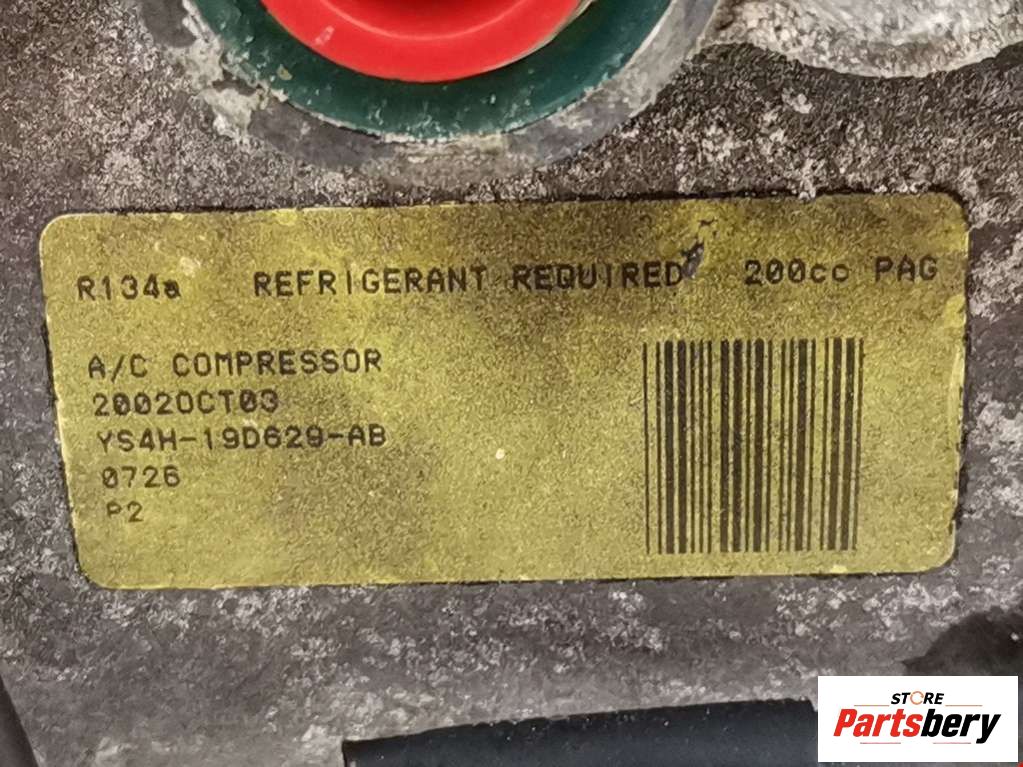 R134a REFRIGERANT REQUIRED 200cc PAG
A/C COMPRESSOR
2002OCT03
YS4H-19D629-AB
0726
P2
STORE
Partsbery